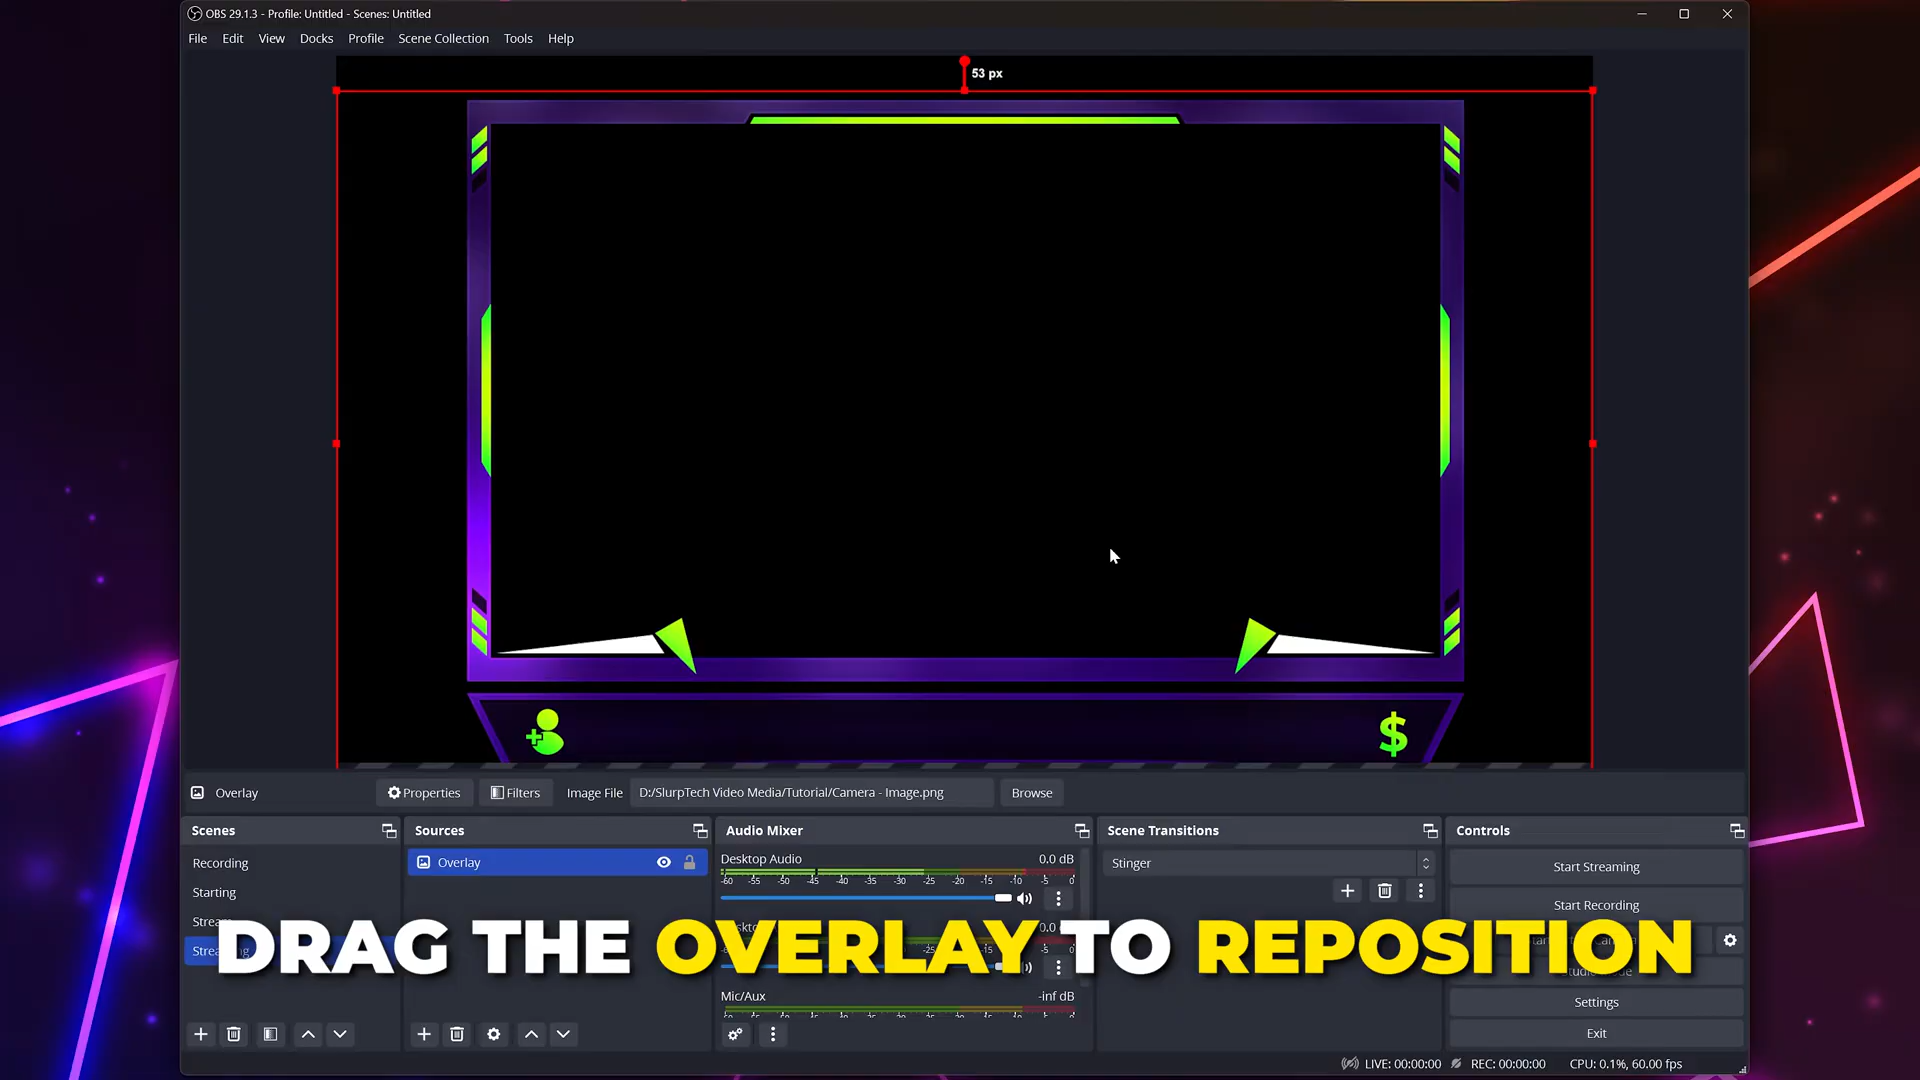 OBS 29.1.3 - Profile: Untitled - Scenes: Untitled
File Edit View Docks Profile Scene Collection Tools Help
53 px
$
Overlay
Properties
Filters
Image File
D:/SlurpTech Video Media/Tutorial/Camera - Image.png
Browse
Scenes
Recording
Starting
Sources
Overlay
Audio Mixer
Desktop Audio
0.0 dB
-60 -55 -50 -45 -40 -35 -30 -25 -20 -15 -10 -5 0
Mic/Aux
-inf dB
Scene Transitions
Stinger
Controls
Start Streaming
Start Recording
Settings
Exit
DRAG THE OVERLAY TO REPOSITION
LIVE: 00:00:00
REC: 00:00:00
CPU: 0.1%, 60.00 fps